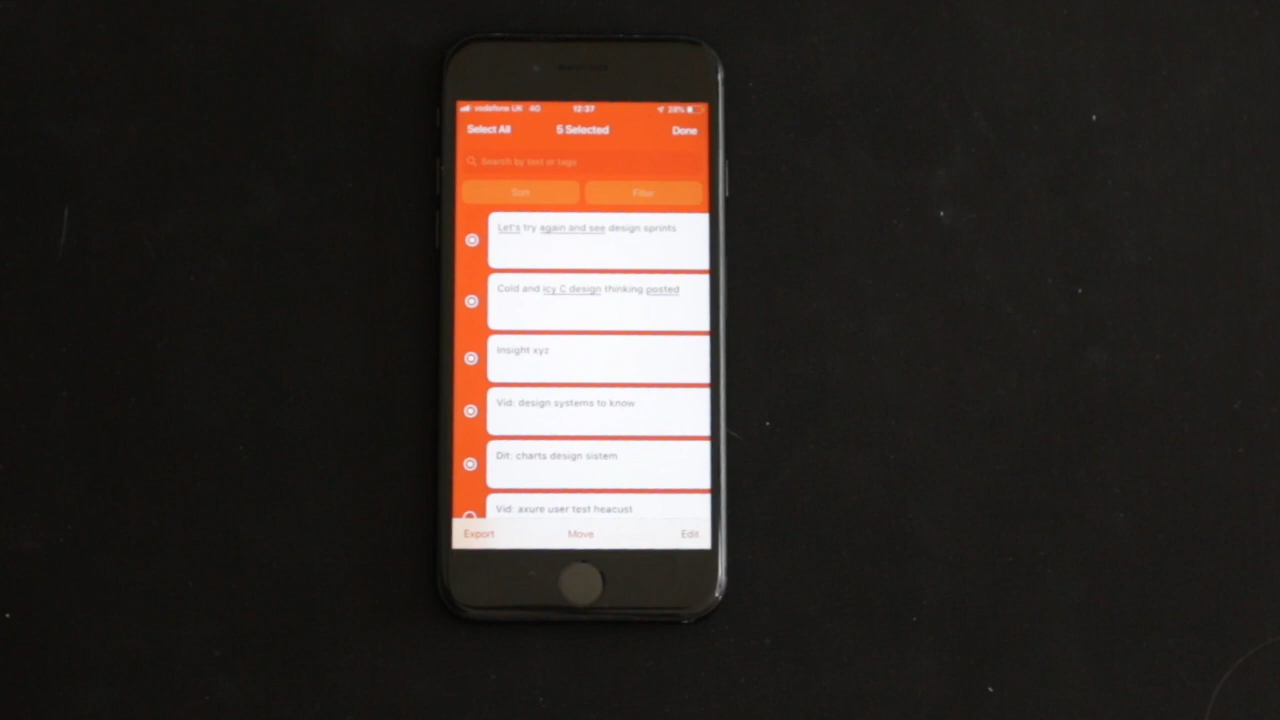 vodafone UK 4G 12:37 28%
Select All 5 Selected Done
Search by text or tags
Sort Filter
Let's try again and see design sprints
Cold and icy C design thinking posted
Insight xyz
Vid: design systems to know
Dit: charts design sistem
Vid: axure user test heacust
Export Move Edit